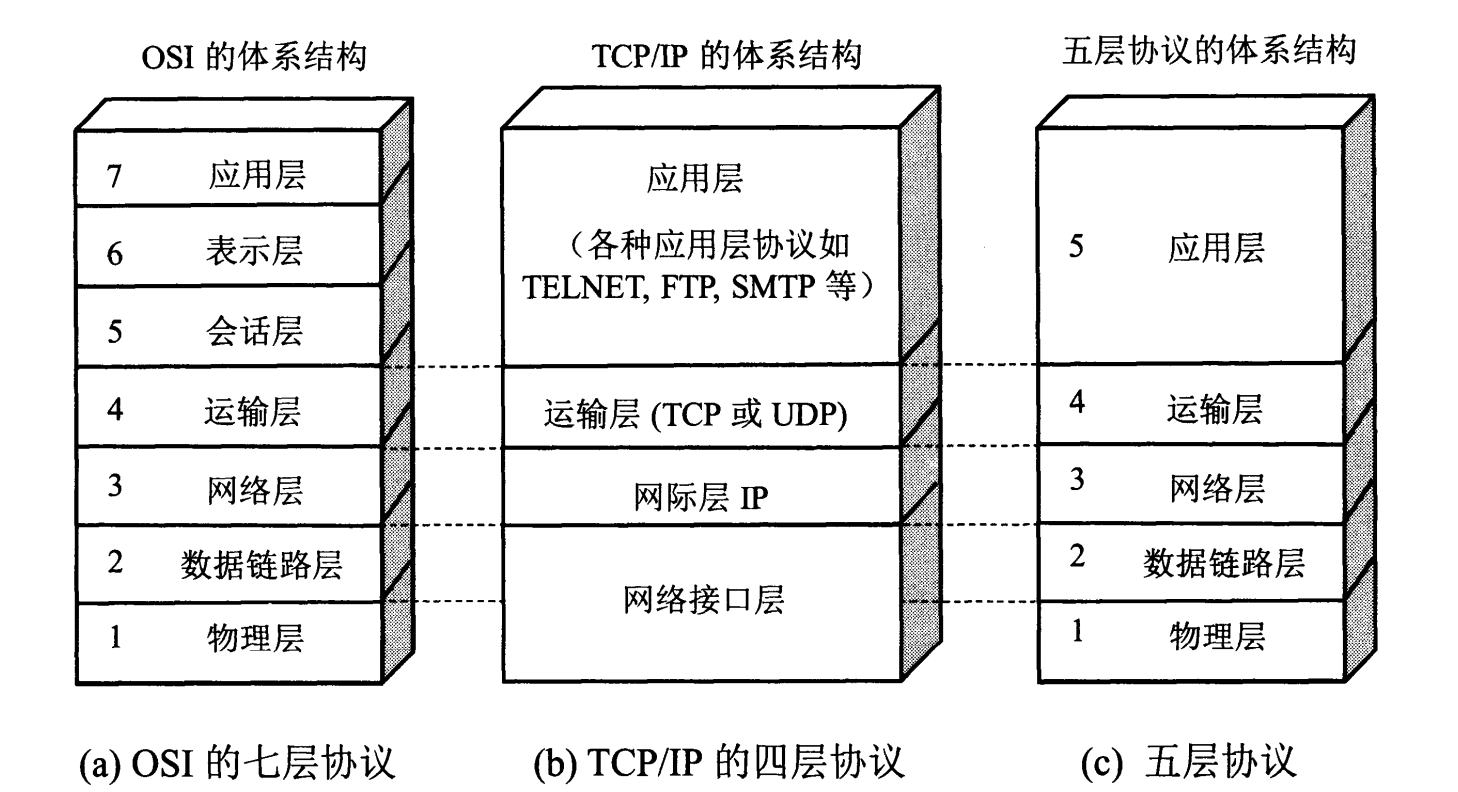 OSI 的体系结构
7 应用层
6 表示层
5 会话层
4 运输层
3 网络层
2 数据链路层
1 物理层
(a) OSI 的七层协议
TCP/IP 的体系结构
应用层
（各种应用层协议如
TELNET, FTP, SMTP 等）
运输层 (TCP 或 UDP)
网际层 IP
网络接口层
(b) TCP/IP 的四层协议
五层协议的体系结构
5 应用层
4 运输层
3 网络层
2 数据链路层
1 物理层
(c) 五层协议